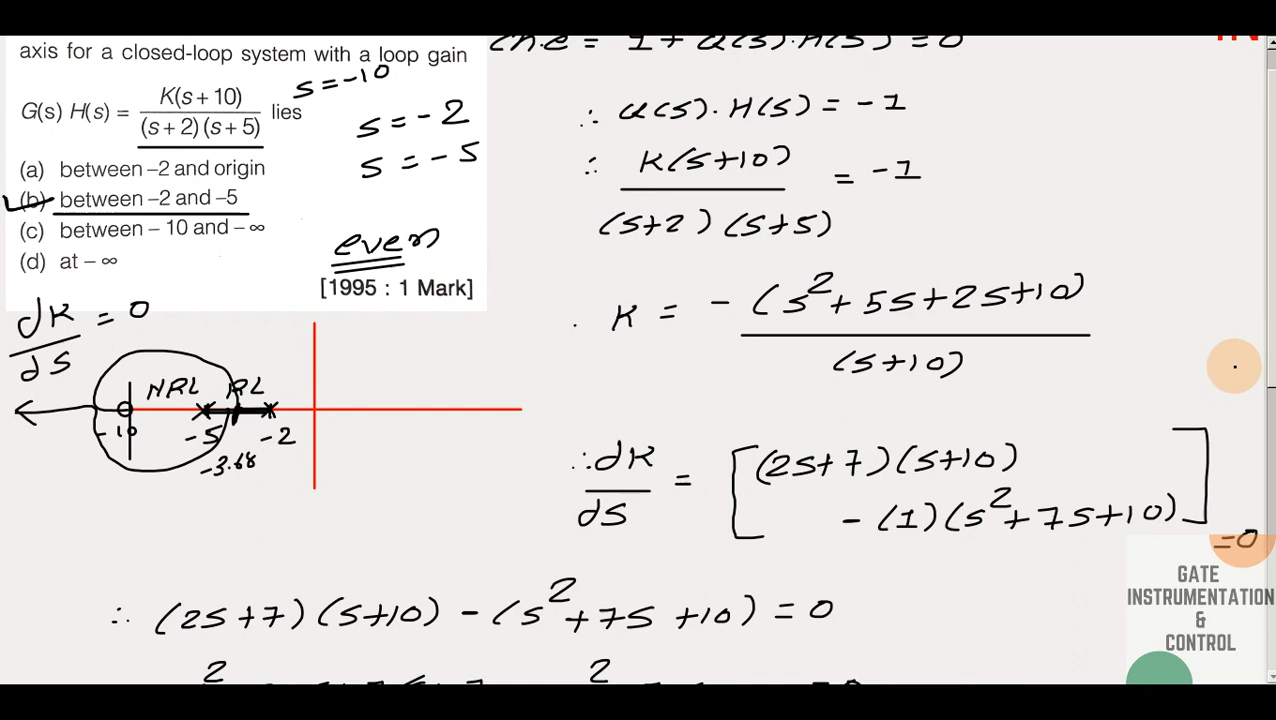 axis for a closed-loop system with a loop gain
G(s) H(s) = K(s + 10) / (s + 2) (s + 5) lies
(a) between –2 and origin
(b) between –2 and –5
(c) between – 10 and – ∞
(d) at – ∞
[1995 : 1 Mark]
s = -10
s = -2
s = -5
even
dK/ds = 0
NRL RL
-10 -5 -2
-3.68
Ch.e = 1 + G(s).H(s) = 0
∴ G(s). H(s) = -1
∴ K(s+10) / (s+2) (s+5) = -1
K = - (s²+5s+2s+10) / (s+10)
∴ dK/ds = [(2s+7)(s+10)
- (1)(s²+7s+10)] = 0
∴ (2s+7)(s+10) - (s²+7s+10) = 0
GATE
INSTRUMENTATION
&
CONTROL